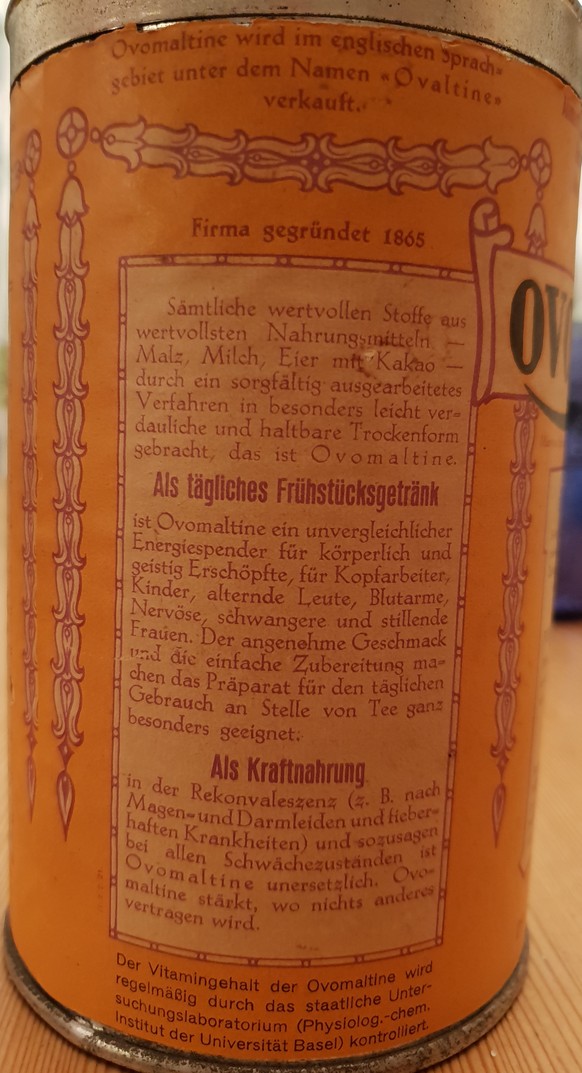 Ovomaltine wird im englischen Sprach-
gebiet unter dem Namen «Ovaltine»
verkauft.
Firma gegründet 1865
OV
Sämtliche wertvollen Stoffe aus
wertvollsten Nahrungsmitteln —
Malz, Milch, Eier mit Kakao —
durch ein sorgfältig ausgearbeitetes
Verfahren in besonders leicht ver-
dauliche und haltbare Trockenform
gebracht, das ist Ovomaltine.
Als tägliches Frühstücksgetränk
ist Ovomaltine ein unvergleichlicher
Energiespender für körperlich und
geistig Erschöpfte, für Kopfarbeiter,
Kinder, alternde Leute, Blutarme,
Nervöse, schwangere und stillende
Frauen. Der angenehme Geschmack
und die einfache Zubereitung ma-
chen das Präparat für den täglichen
Gebrauch an Stelle von Tee ganz
besonders geeignet.
Als Kraftnahrung
in der Rekonvaleszenz (z. B. nach
Magen- und Darmleiden und fieber-
haften Krankheiten) und sozusagen
bei allen Schwächezuständen ist
Ovomaltine unersetzlich. Ovo-
maltine stärkt, wo nichts anderes
vertragen wird.
Der Vitamingehalt der Ovomaltine wird
regelmäßig durch das staatliche Unter-
suchungslaboratorium (Physiolog.-chem.
Institut der Universität Basel) kontrolliert.